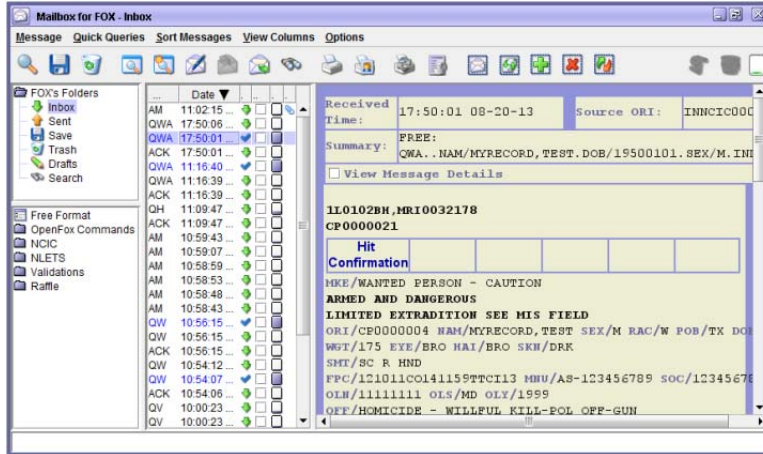 Mailbox for FOX - Inbox
Message Quick Queries Sort Messages View Columns Options
FOX's Folders
Inbox
Sent
Save
Trash
Drafts
Search
Free Format
OpenFox Commands
NCIC
NLETS
Validations
Raffle
... Date
AM 11:02:15 ...
QWA 17:50:06 ...
QWA 17:50:01 ...
ACK 17:50:01 ...
QWA 11:16:40 ...
QWA 11:16:39 ...
ACK 11:16:39 ...
QH 11:09:47 ...
ACK 11:09:47 ...
AM 10:59:43 ...
AM 10:59:07 ...
AM 10:58:59 ...
AM 10:58:53 ...
AM 10:58:48 ...
AM 10:58:43 ...
QW 10:56:15 ...
QW 10:56:15 ...
ACK 10:56:15 ...
QW 10:54:12 ...
QW 10:54:07 ...
ACK 10:54:06 ...
QV 10:00:23 ...
QV 10:00:23 ...
Received Time: 17:50:01 08-20-13 Source ORI: INNCIC000
Summary: FREE:
QWA..NAM/MYRECORD,TEST.DOB/19500101.SEX/M.IN
View Message Details
1L0102BH,MRI0032178
CP0000021
Hit
Confirmation
MKE/WANTED PERSON - CAUTION
ARMED AND DANGEROUS
LIMITED EXTRADITION SEE MIS FIELD
ORI/CP0000004 NAM/MYRECORD,TEST SEX/M RAC/W POB/TX DO
WGT/175 EYE/BRO HAI/BRO SKN/DRK
SMT/SC R HND
FPC/121011CO141159TTCI13 MNU/AS-123456789 SOC/12345678
OLN/11111111 OLS/MD OLY/1999
OFF/HOMICIDE - WILLFUL KILL-POL OFF-GUN